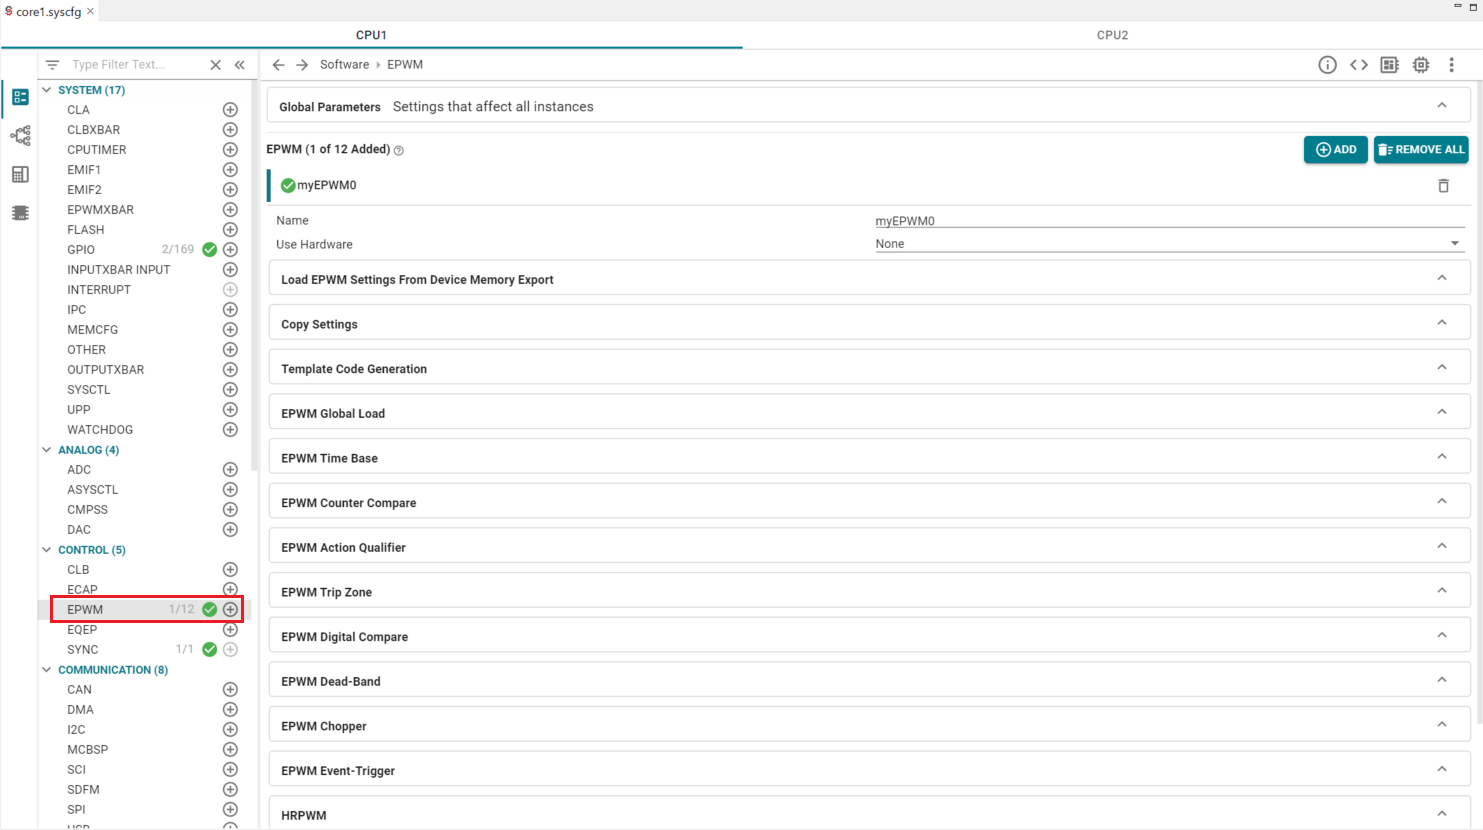 core1.syscfg
CPU1
CPU2
Type Filter Text...
Software
EPWM
SYSTEM (17)
CLA
CLBXBAR
CPUTIMER
EMIF1
EMIF2
EPWMXBAR
FLASH
GPIO 2/169
INPUTXBAR INPUT
INTERRUPT
IPC
MEMCFG
OTHER
OUTPUTXBAR
SYSCTL
UPP
WATCHDOG
ANALOG (4)
ADC
ASYSCTL
CMPSS
DAC
CONTROL (5)
CLB
ECAP
EPWM 1/12
EQEP
SYNC 1/1
COMMUNICATION (8)
CAN
DMA
I2C
MCBSP
SCI
SDFM
SPI
Global Parameters Settings that affect all instances
EPWM (1 of 12 Added)
ADD
REMOVE ALL
myEPWM0
Name myEPWM0
Use Hardware None
Load EPWM Settings From Device Memory Export
Copy Settings
Template Code Generation
EPWM Global Load
EPWM Time Base
EPWM Counter Compare
EPWM Action Qualifier
EPWM Trip Zone
EPWM Digital Compare
EPWM Dead-Band
EPWM Chopper
EPWM Event-Trigger
HRPWM